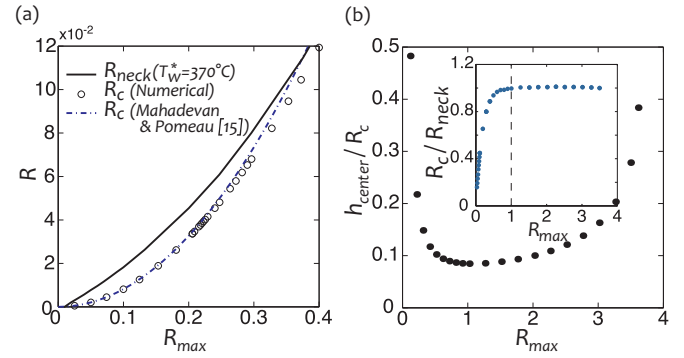 (a)
x10⁻²
12
10
8
6
4
2
0
R
R_neck (T*_w=370°C)
R_c (Numerical)
R_c (Mahadevan
& Pomeau [15])
0 0.1 0.2 0.3 0.4
R_max
(b)
0.5
0.4
0.3
0.2
0.1
0
h_center / R_c
1.2
0.8
0.4
0
R_c / R_neck
0 1 2 3 4
R_max
0 1 2 3 4
R_max